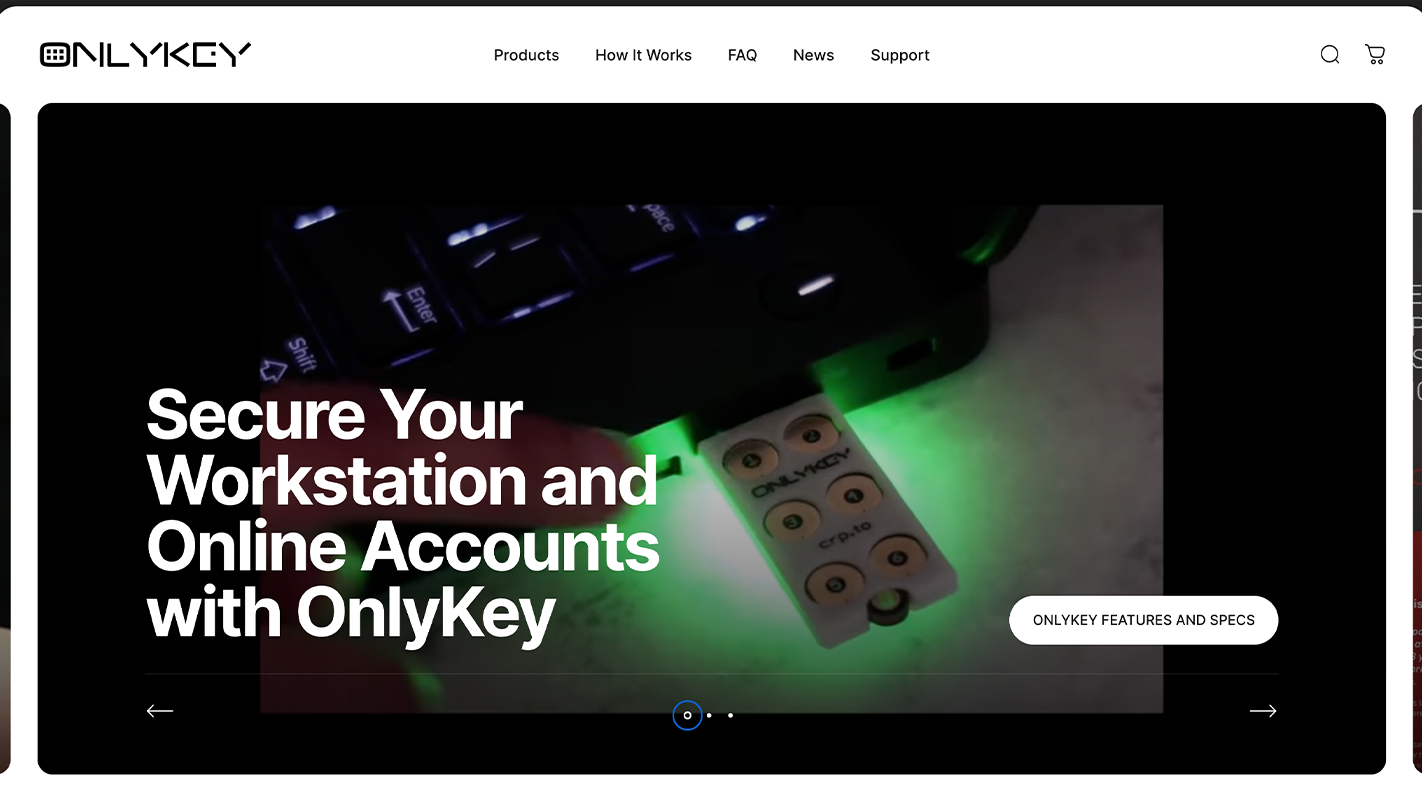 ONLYKEY
Products
How It Works
FAQ
News
Support
space
Enter
Shift
Secure Your
Workstation and
Online Accounts
with OnlyKey
1
2
ONLYKEY
3
4
crp.to
5
6
ONLYKEY FEATURES AND SPECS